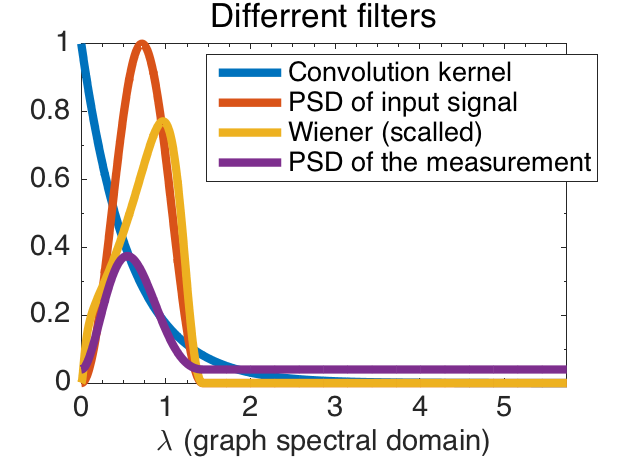 Differrent filters
1
0.8
0.6
0.4
0.2
0
Convolution kernel
PSD of input signal
Wiener (scalled)
PSD of the measurement
0 1 2 3 4 5
λ (graph spectral domain)